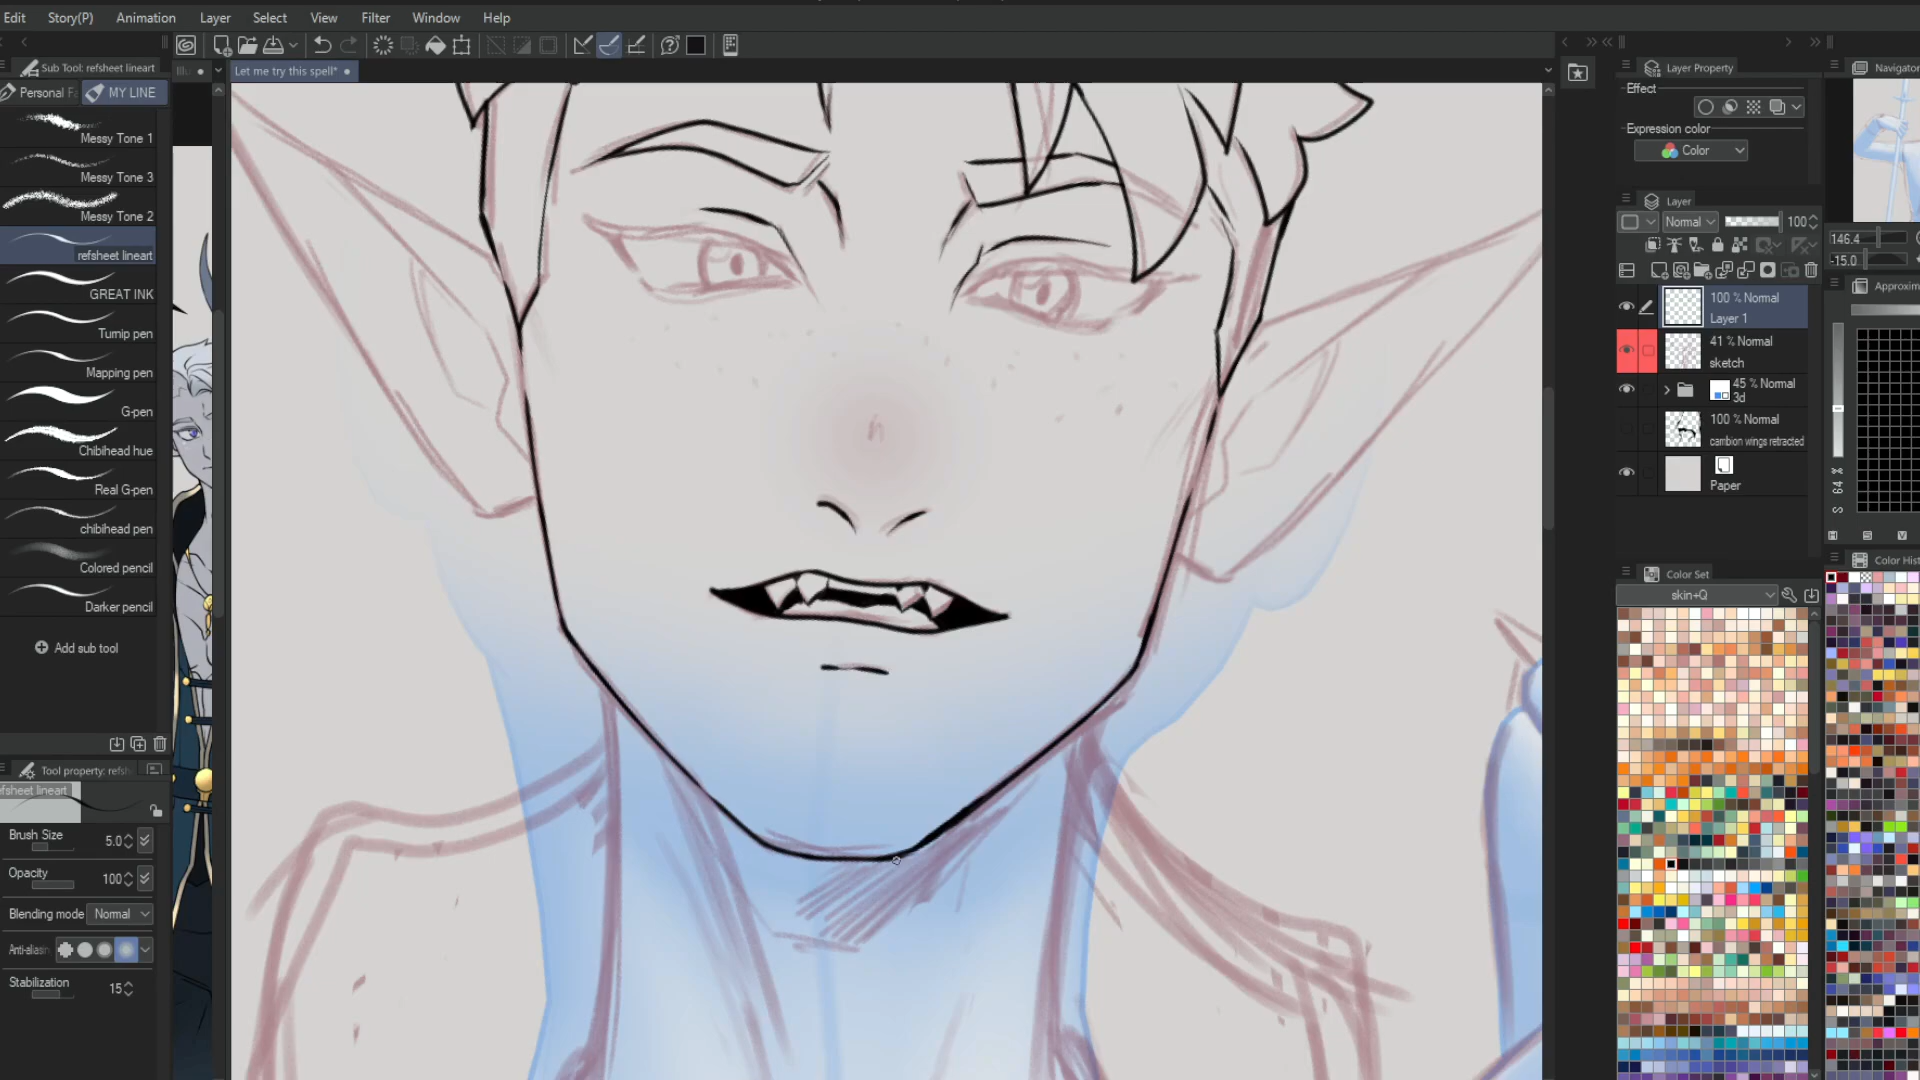 Edit Story(P) Animation Layer Select View Filter Window Help
Sub Tool: refsheet lineart
Personal Fa MY LINE
Let me try this spell*
Messy Tone 1
Messy Tone 3
Messy Tone 2
refsheet lineart
GREAT INK
Turnip pen
Mapping pen
G-pen
Chibihead hue
Real G-pen
chibihead pen
Colored pencil
Darker pencil
Add sub tool
Tool property: refsh
efsheet lineart
Brush Size 5.0
Opacity 100
Blending mode Normal
Anti-aliasin
Stabilization 15
Layer Property
Effect
Expression color
Color
Layer
Normal 100
100 % Normal
Layer 1
41 % Normal
sketch
45 % Normal
3d
100 % Normal
cambion wings retracted
Paper
Color Set
skin+Q
Navigator
146.4
-15.0
Approxim
64
Color Hist